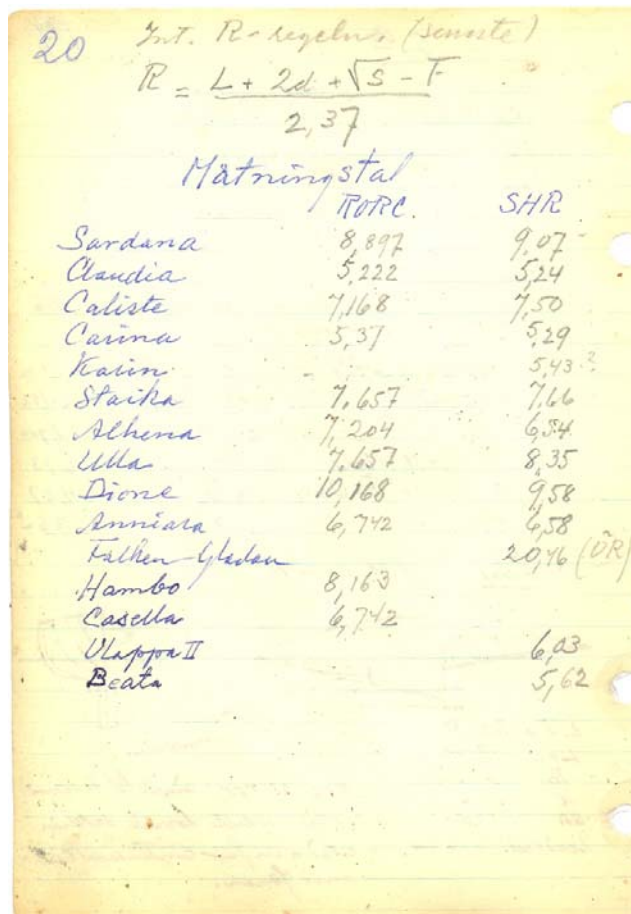 20 Int. R-regeln (senaste)
R = L + 2d + √S - F
2,37
Mätningstal
RORC. SHR
Sardana 8,897 9,07
Claudia 5,222 5,24
Caliste 7,168 7,50
Carina 5,37 5,29
Karin 5,43 ?
Staika 7,657 7,66
Athena 7,204 6,54
Ulla 7,657 8,35
Dione 10,168 9,58
Anniara 6,742 6,58
Falken-Gladan 20,46 (ÖR)
Hambo 8,163
Casella 6,742
II 6,03
Beata 5,62